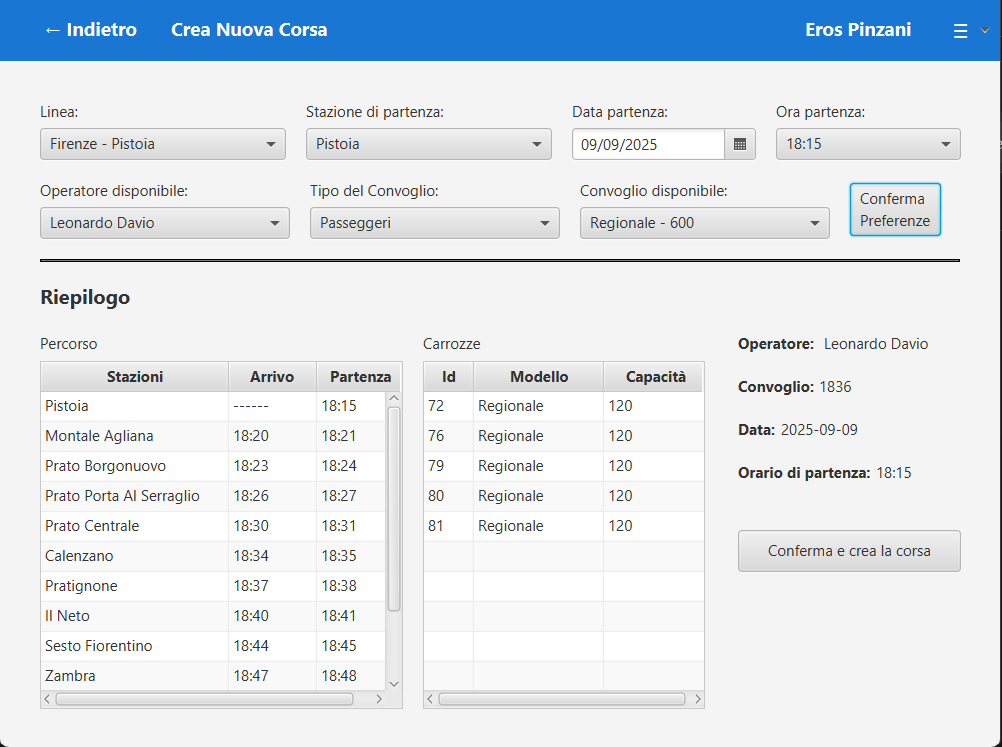 ← Indietro Crea Nuova Corsa Eros Pinzani ☰
Linea: Stazione di partenza: Data partenza: Ora partenza:
Firenze - Pistoia Pistoia 09/09/2025 18:15
Operatore disponibile: Tipo del Convoglio: Convoglio disponibile:
Leonardo Davio Passeggeri Regionale - 600
Conferma
Preferenze
Riepilogo
Percorso
Stazioni Arrivo Partenza
Pistoia ------ 18:15
Montale Agliana 18:20 18:21
Prato Borgonuovo 18:23 18:24
Prato Porta Al Serraglio 18:26 18:27
Prato Centrale 18:30 18:31
Calenzano 18:34 18:35
Pratignone 18:37 18:38
Il Neto 18:40 18:41
Sesto Fiorentino 18:44 18:45
Zambra 18:47 18:48
Carrozze
Id Modello Capacità
72 Regionale 120
76 Regionale 120
79 Regionale 120
80 Regionale 120
81 Regionale 120
Operatore: Leonardo Davio
Convoglio: 1836
Data: 2025-09-09
Orario di partenza: 18:15
Conferma e crea la corsa